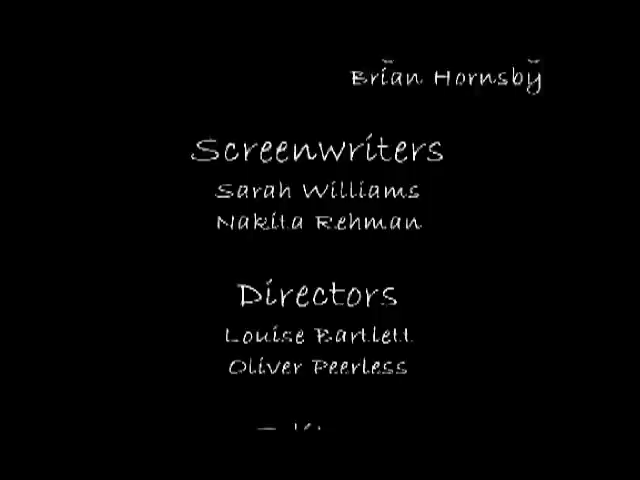 Brian Hornsby
Screenwriters
Sarah Williams
Nakita Rehman
Directors
Louise Bartlett
Oliver Peerless